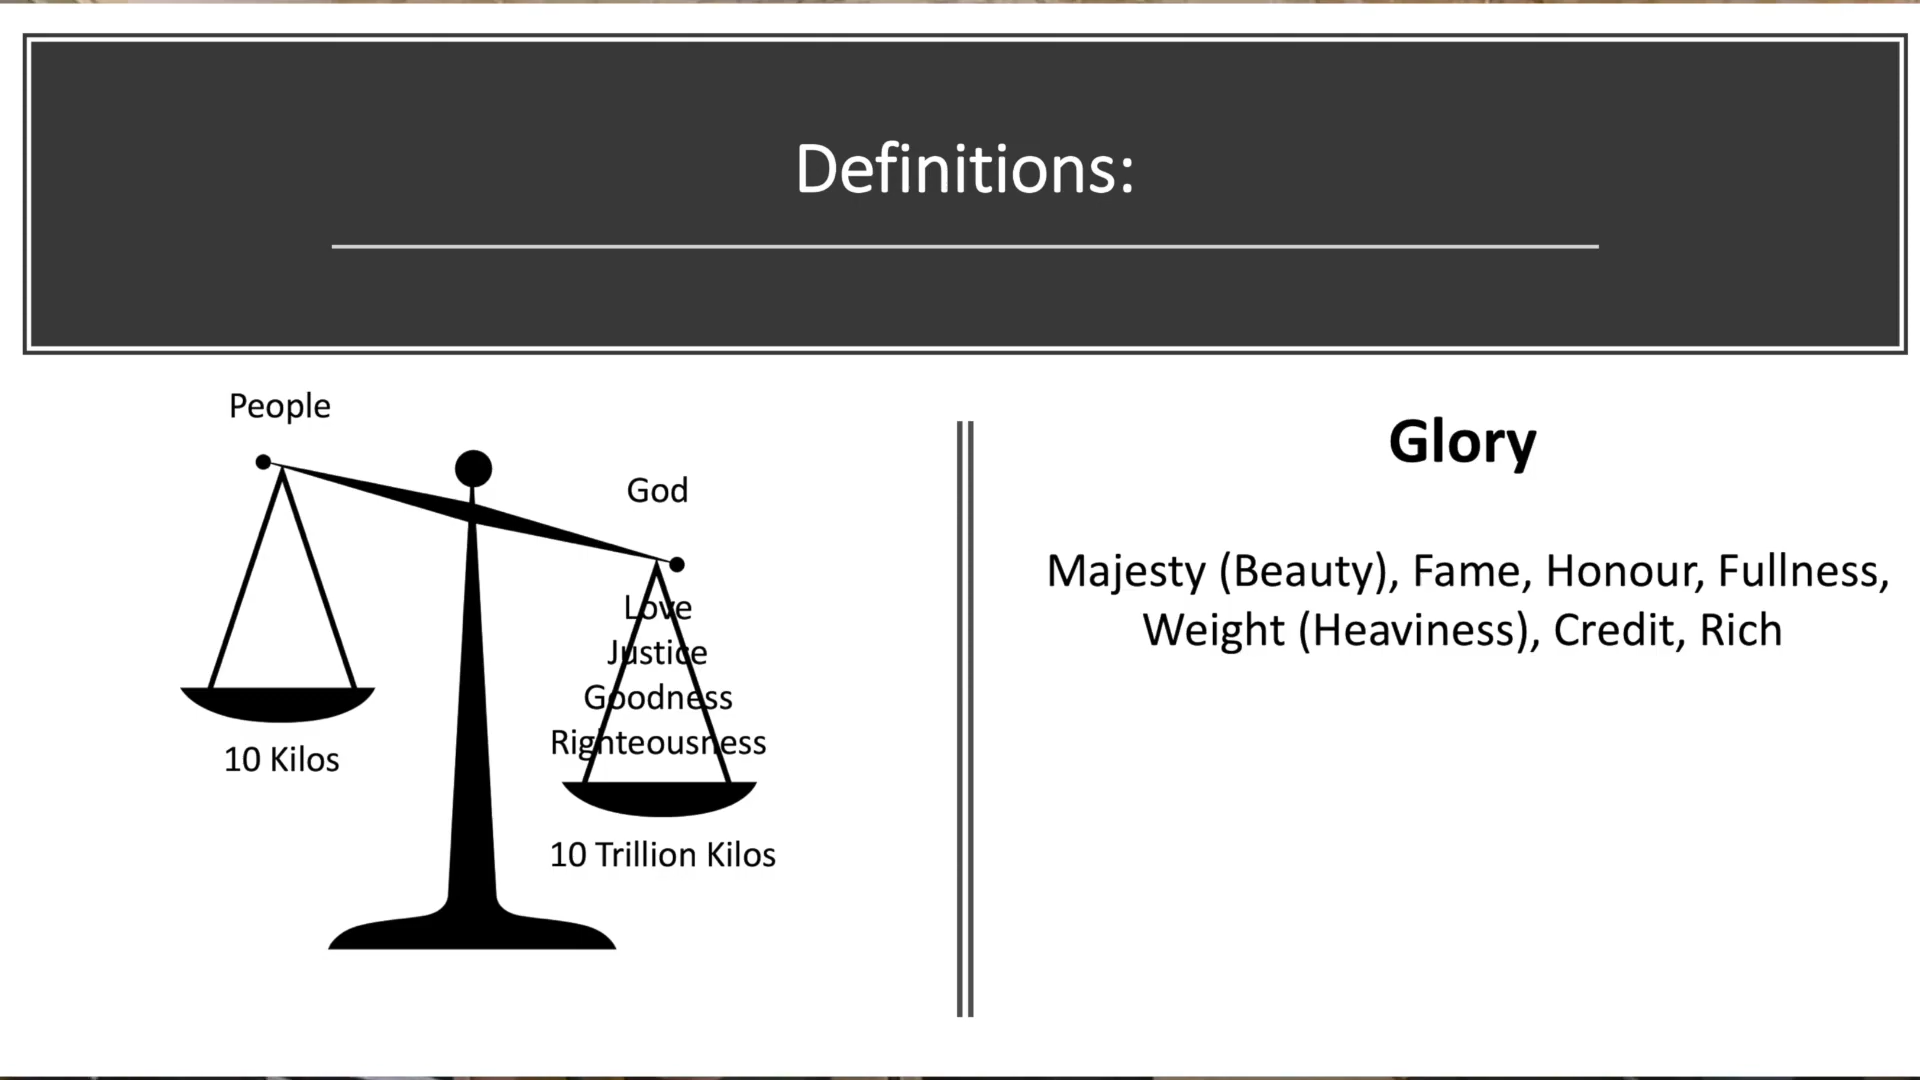 Definitions:
People
God
Love
Justice
Goodness
Righteousness
10 Kilos
10 Trillion Kilos
Glory
Majesty (Beauty), Fame, Honour, Fullness,
Weight (Heaviness), Credit, Rich